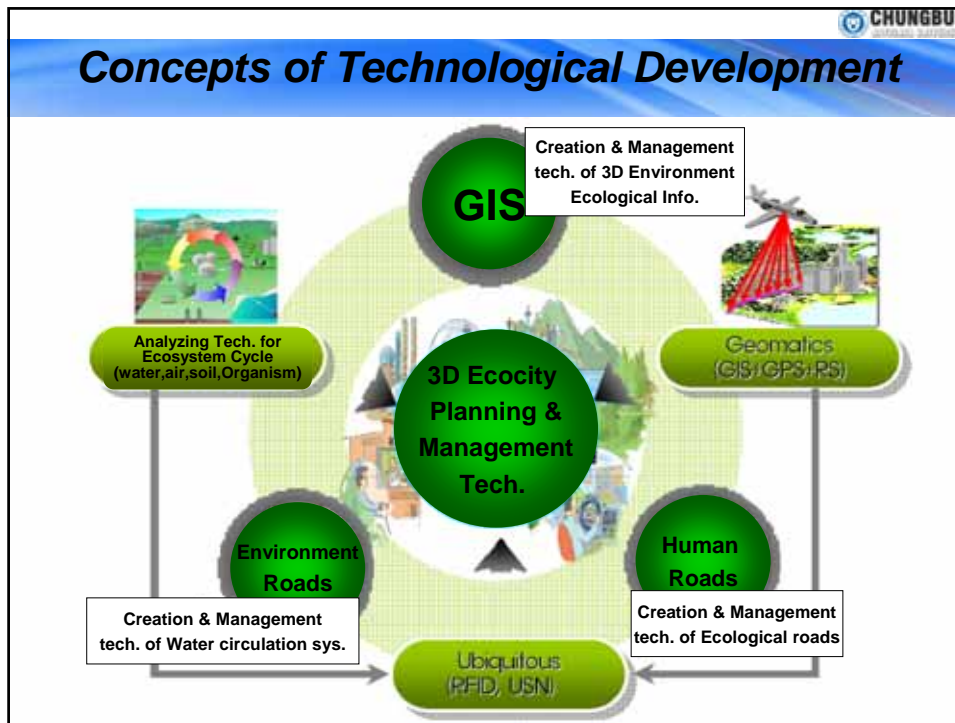 CHUNGBU
Concepts of Technological Development
Creation & Management
tech. of 3D Environment
Ecological Info.
GIS
Analyzing Tech. for
Ecosystem Cycle
(water,air,soil,Organism)
Geomatics
(GIS+GPS+RS)
3D Ecocity
Planning &
Management
Tech.
Environment
Roads
Human
Roads
Creation & Management
tech. of Water circulation sys.
Creation & Management
tech. of Ecological roads
Ubiquitous
(RFID, USN)